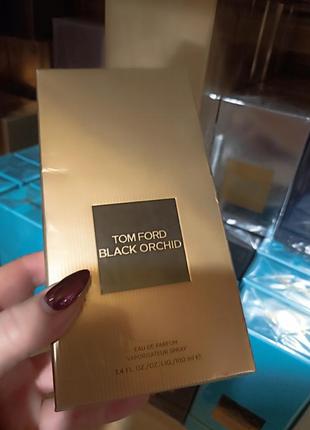 TOM FORD
BLACK ORCHID
EAU DE PARFUM
VAPORISATEUR SPRAY
3.4 FL.OZ./OZ.LIQ./100 ml ℮